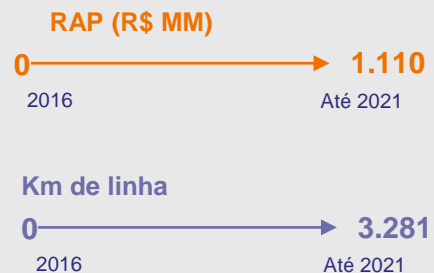 RAP (R$ MM)
0 1.110
2016 Até 2021
Km de linha
0 3.281
2016 Até 2021